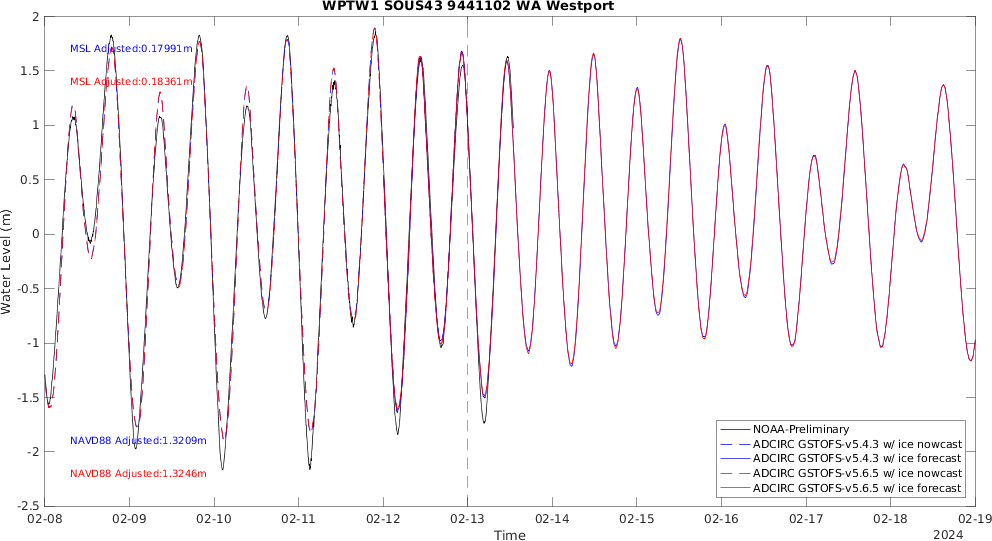 WPTW1 SOUS43 9441102 WA Westport
2
1.5
1
0.5
0
-0.5
-1
-1.5
-2
-2.5
Water Level (m)
MSL Adjusted:0.17991m
MSL Adjusted:0.18361m
NAVD88 Adjusted:1.3209m
NAVD88 Adjusted:1.3246m
NOAA-Preliminary
ADCIRC GSTOFS-v5.4.3 w/ ice nowcast
ADCIRC GSTOFS-v5.4.3 w/ ice forecast
ADCIRC GSTOFS-v5.6.5 w/ ice nowcast
ADCIRC GSTOFS-v5.6.5 w/ ice forecast
02-08 02-09 02-10 02-11 02-12 02-13 02-14 02-15 02-16 02-17 02-18 02-19
Time
2024